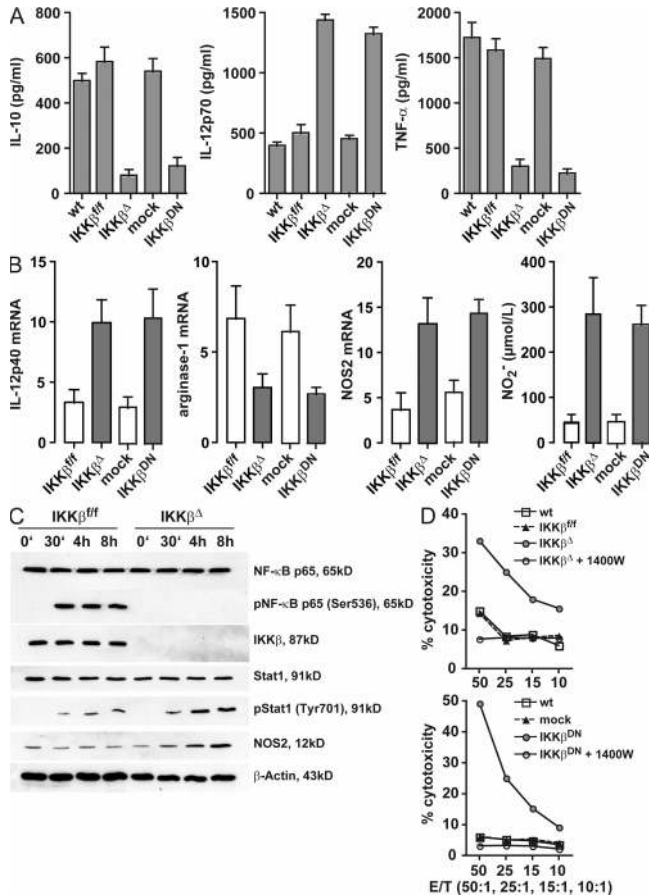 A
IL-10 (pg/ml)
800
600
400
200
0
wt
IKKβf/f
IKKβΔ
mock
IKKβDN
IL-12p70 (pg/ml)
1400
1000
600
200
0
wt
IKKβf/f
IKKβΔ
mock
IKKβDN
TNF-α (pg/ml)
2000
1500
1000
500
0
wt
IKKβf/f
IKKβΔ
mock
IKKβDN
B
IL-12p40 mRNA
15
10
5
0
IKKβf/f
IKKβΔ
mock
IKKβDN
arginase-1 mRNA
10
5
0
IKKβf/f
IKKβΔ
mock
IKKβDN
NOS2 mRNA
20
15
10
5
0
IKKβf/f
IKKβΔ
mock
IKKβDN
NO2- (µmol/L)
400
300
200
100
50
0
IKKβf/f
IKKβΔ
mock
IKKβDN
C
IKKβf/f IKKβΔ
0‘ 30‘ 4h 8h 0‘ 30‘ 4h 8h
NF-κB p65, 65kD
pNF-κB p65 (Ser536), 65kD
IKKβ, 87kD
Stat1, 91kD
pStat1 (Tyr701), 91kD
NOS2, 12kD
β-Actin, 43kD
D
wt
IKKβf/f
IKKβΔ
IKKβΔ + 1400W
% cytotoxicity
40
30
20
10
0
50 25 15 10
wt
mock
IKKβDN
IKKβDN + 1400W
% cytotoxicity
50
40
30
20
10
0
50 25 15 10
E/T (50:1, 25:1, 15:1, 10:1)